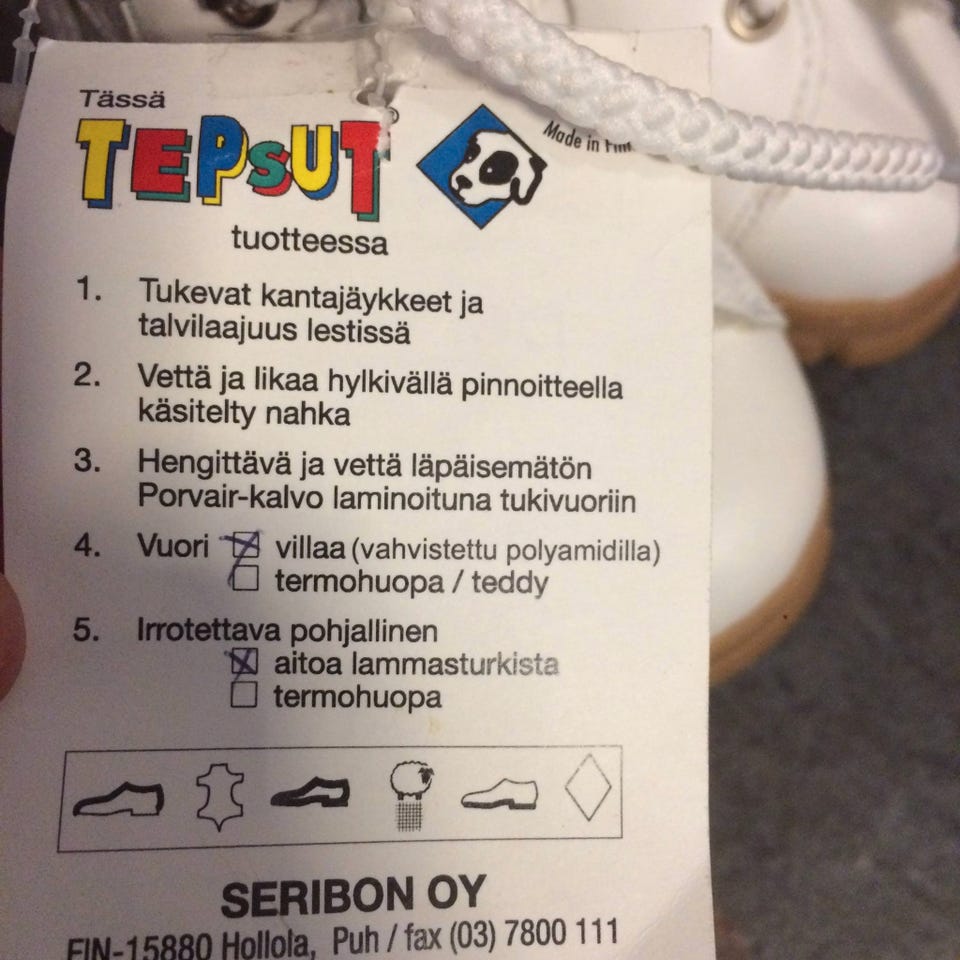 Tässä
TEPSUT
Made in
tuotteessa
1. Tukevat kantajäykkeet ja
talvilaajuus lestissä
2. Vettä ja likaa hylkivällä pinnoitteella
käsitelty nahka
3. Hengittävä ja vettä läpäisemätön
Porvair-kalvo laminoituna tukivuoriin
4. Vuori villaa (vahvistettu polyamidilla)
termohuopa / teddy
5. Irrotettava pohjallinen
aitoa lammasturkista
termohuopa
SERIBON OY
FIN-15880 Hollola, Puh / fax (03) 7800 111